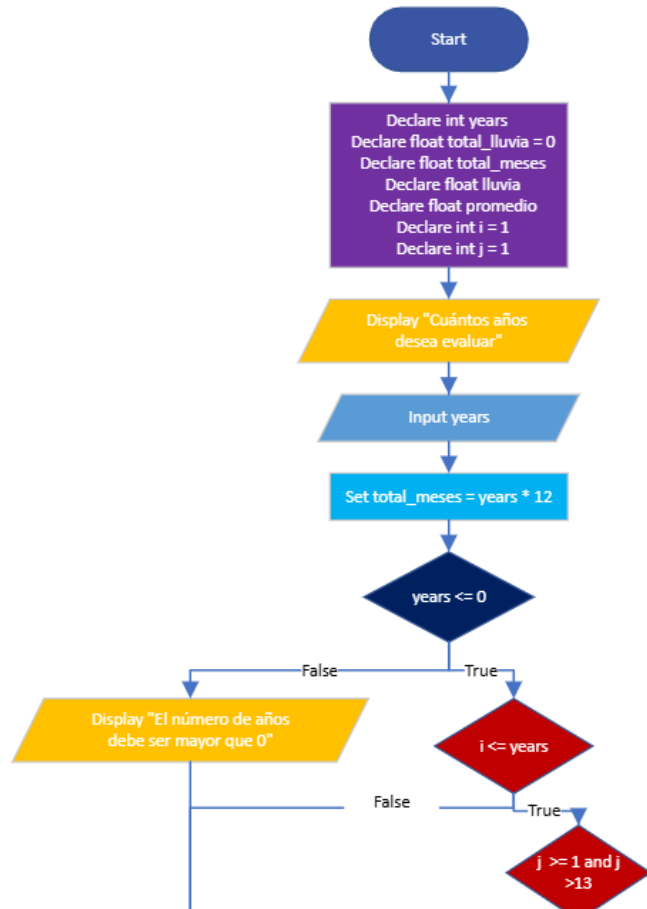 Start
Declare int years
Declare float total_lluvia = 0
Declare float total_meses
Declare float lluvia
Declare float promedio
Declare int i = 1
Declare int j = 1
Display "Cuántos años
desea evaluar"
Input years
Set total_meses = years * 12
years <= 0
False
True
Display "El número de años
debe ser mayor que 0"
i <= years
False
True
j >= 1 and j
>13